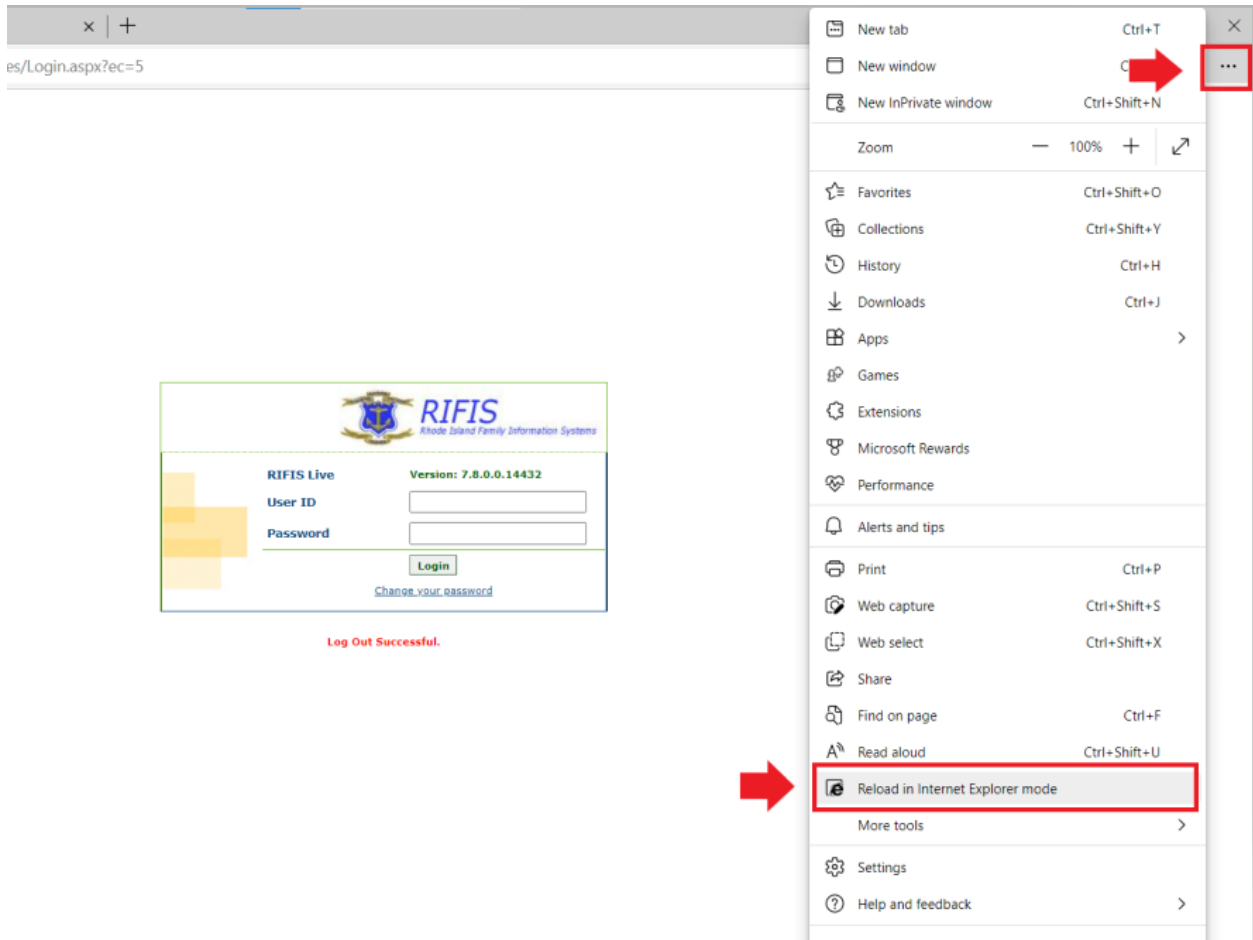 es/Login.aspx?ec=5
RIFIS
Rhode Island Family Information Systems
RIFIS Live Version: 7.8.0.0.14432
User ID
Password
Login
Change your password
Log Out Successful.
New tab Ctrl+T
New window C
New InPrivate window Ctrl+Shift+N
Zoom — 100% +
Favorites Ctrl+Shift+O
Collections Ctrl+Shift+Y
History Ctrl+H
Downloads Ctrl+J
Apps
Games
Extensions
Microsoft Rewards
Performance
Alerts and tips
Print Ctrl+P
Web capture Ctrl+Shift+S
Web select Ctrl+Shift+X
Share
Find on page Ctrl+F
Read aloud Ctrl+Shift+U
Reload in Internet Explorer mode
More tools
Settings
Help and feedback